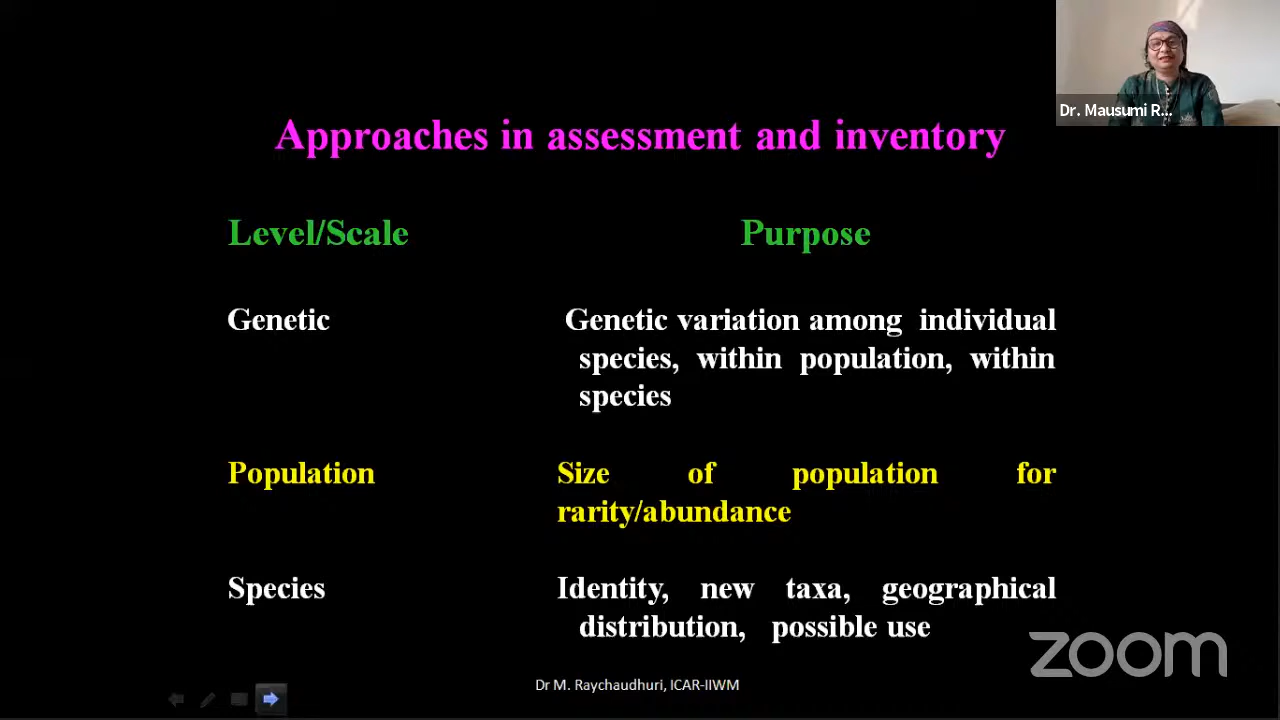 Dr. Mausumi R...
Approaches in assessment and inventory
Level/Scale Purpose
Genetic Genetic variation among individual
species, within population, within
species
Population Size of population for
rarity/abundance
Species Identity, new taxa, geographical
distribution, possible use
zoom
Dr M. Raychaudhuri, ICAR-IIWM